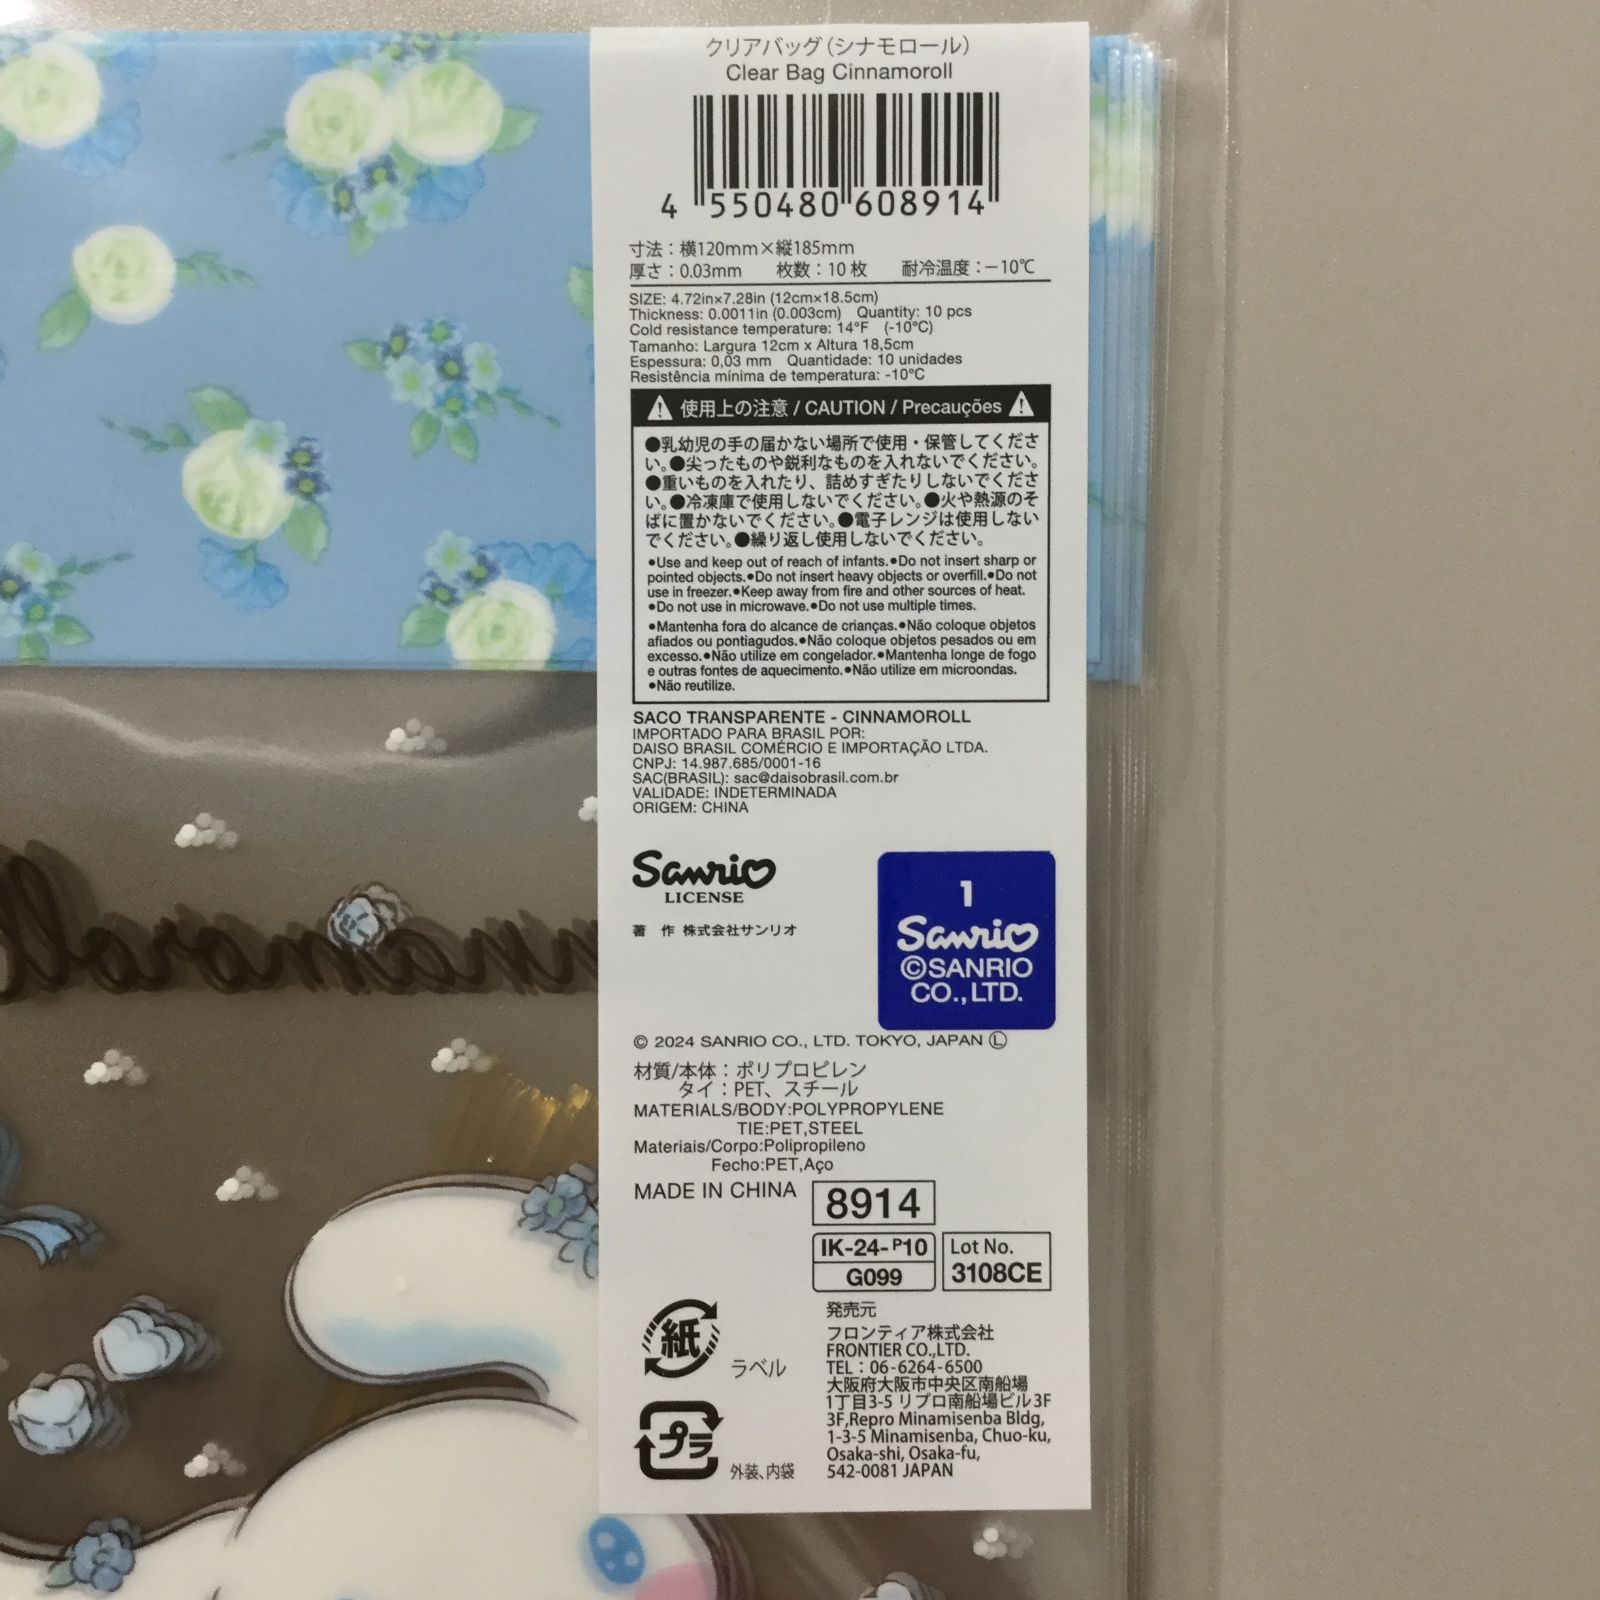 クリアバッグ(シナモロール)
Clear Bag Cinnamoroll
4 550480 608914
寸法：横120mm×縦185mm
厚さ：0.03mm 枚数：10枚 耐冷温度：－10℃
SIZE: 4.72in×7.28in (12cm×18.5cm)
Thickness: 0.0011in (0.003cm) Quantity: 10 pcs
Cold resistance temperature: 14°F (-10°C)
Tamanho: Largura 12cm x Altura 18,5cm
Espessura: 0,03 mm Quantidade: 10 unidades
Resistência mínima de temperatura: -10°C
使用上の注意 / CAUTION / Precauções
●乳幼児の手の届かない場所で使用・保管してくださ
い。●尖ったものや鋭利なものを入れないでください。
●重いものを入れたり、詰めすぎたりしないでくださ
い。●冷凍庫で使用しないでください。●火や熱源のそ
ばに置かないでください。●電子レンジは使用しない
でください。●繰り返し使用しないでください。
●Use and keep out of reach of infants.●Do not insert sharp or
pointed objects.●Do not insert heavy objects or overfill.●Do not
use in freezer.●Keep away from fire and other sources of heat.
●Do not use in microwave.●Do not use multiple times.
●Mantenha fora do alcance de crianças.●Não coloque objetos
afiados ou pontiagudos.●Não coloque objetos pesados ou em
excesso.●Não utilize em congelador.●Mantenha longe de fogo
e outras fontes de aquecimento.●Não utilize em microondas.
●Não reutilize.
SACO TRANSPARENTE - CINNAMOROLL
IMPORTADO PARA BRASIL POR:
DAISO BRASIL COMÉRCIO E IMPORTAÇÃO LTDA.
CNPJ: 14.987.685/0001-16
SAC(BRASIL): sac@daisobrasil.com.br
VALIDADE: INDETERMINADA
ORIGEM: CHINA
Sanrio
LICENSE
著 作 株式会社サンリオ
1
Sanrio
©SANRIO
CO.,LTD.
© 2024 SANRIO CO., LTD. TOKYO, JAPAN Ⓛ
材質/本体：ポリプロピレン
タイ：PET、スチール
MATERIALS/BODY:POLYPROPYLENE
TIE:PET,STEEL
Materiais/Corpo:Polipropileno
Fecho:PET,Aço
MADE IN CHINA
8914
IK-24-P10
G099
Lot No.
3108CE
紙
ラベル
プラ
外装、内袋
発売元
フロンティア株式会社
FRONTIER CO.,LTD.
TEL：06-6264-6500
大阪府大阪市中央区南船場
1丁目3-5 リプロ南船場ビル3F
3F,Repro Minamisenba Bldg,
1-3-5 Minamisenba, Chuo-ku,
Osaka-shi, Osaka-fu,
542-0081 JAPAN